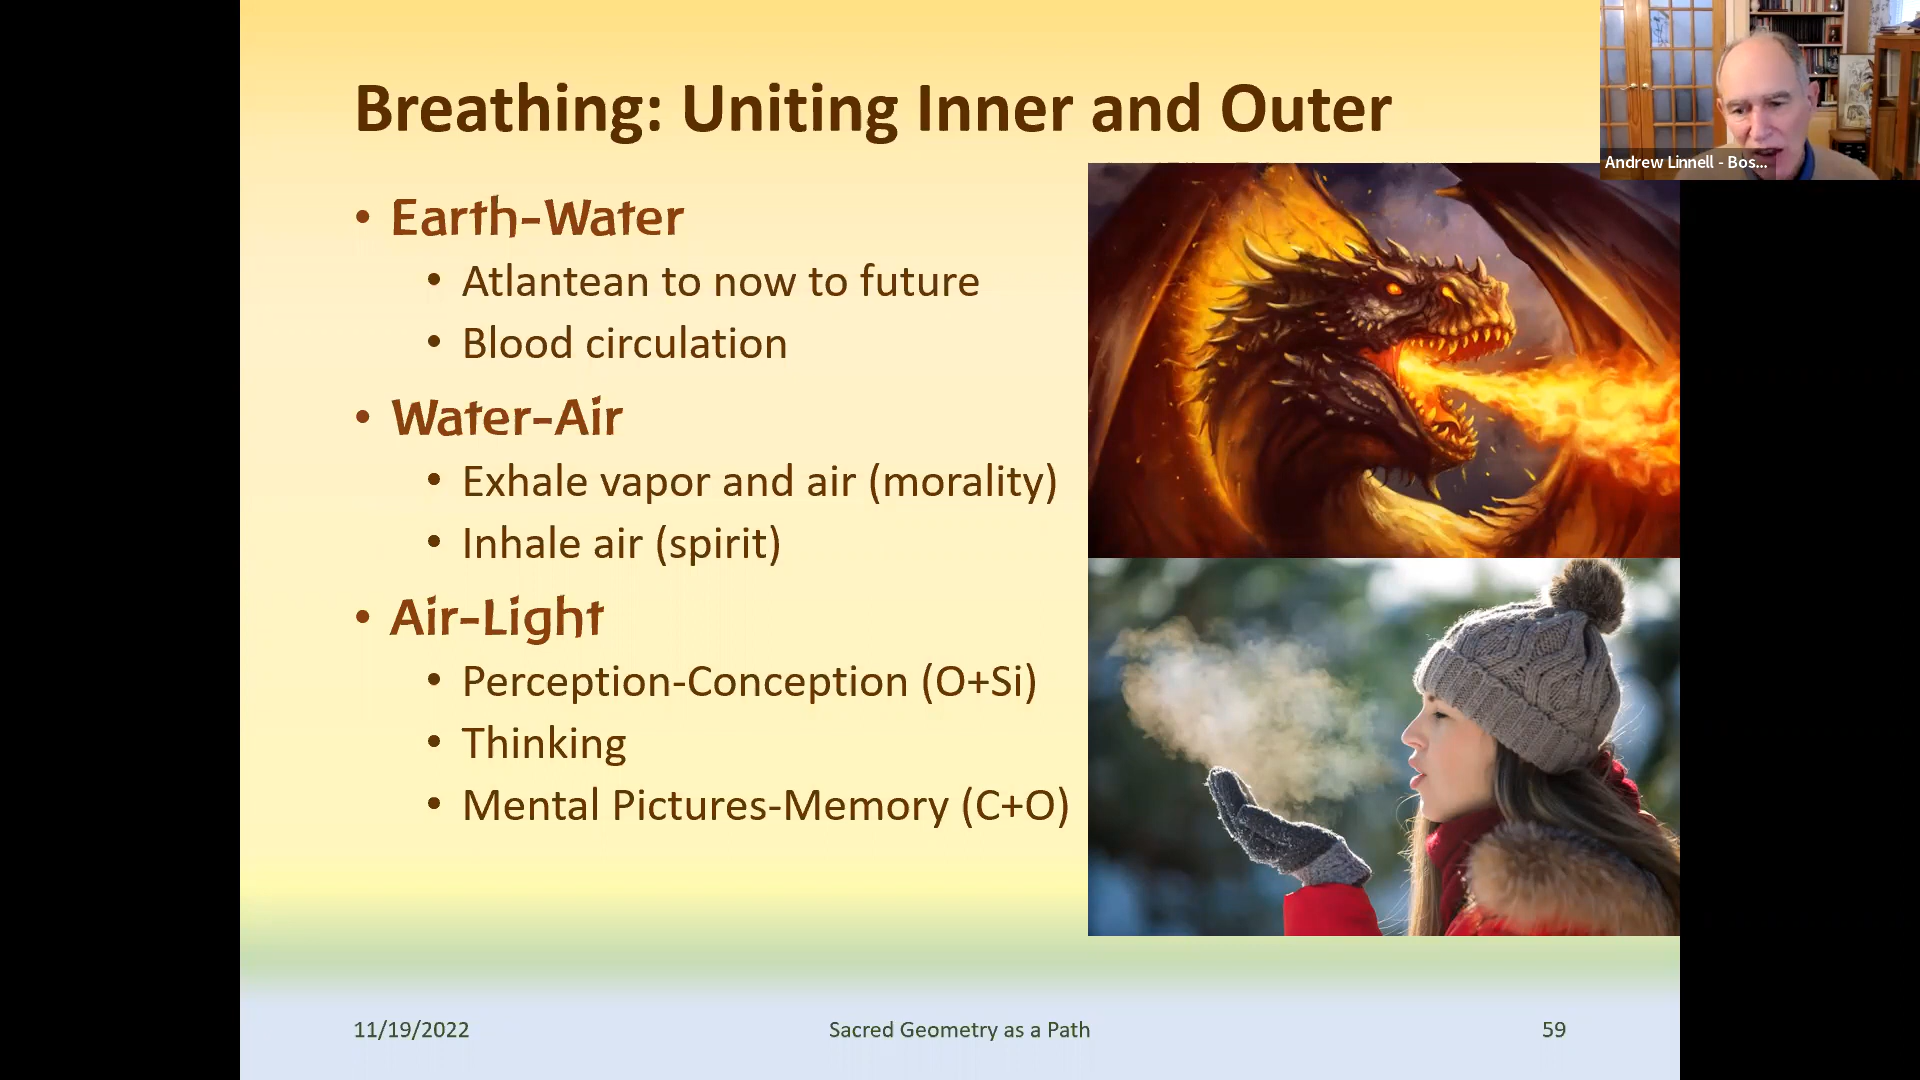 Breathing: Uniting Inner and Outer
Andrew Linnell - Bos...
• Earth-Water
• Atlantean to now to future
• Blood circulation
• Water-Air
• Exhale vapor and air (morality)
• Inhale air (spirit)
• Air-Light
• Perception-Conception (O+Si)
• Thinking
• Mental Pictures-Memory (C+O)
11/19/2022
Sacred Geometry as a Path
59